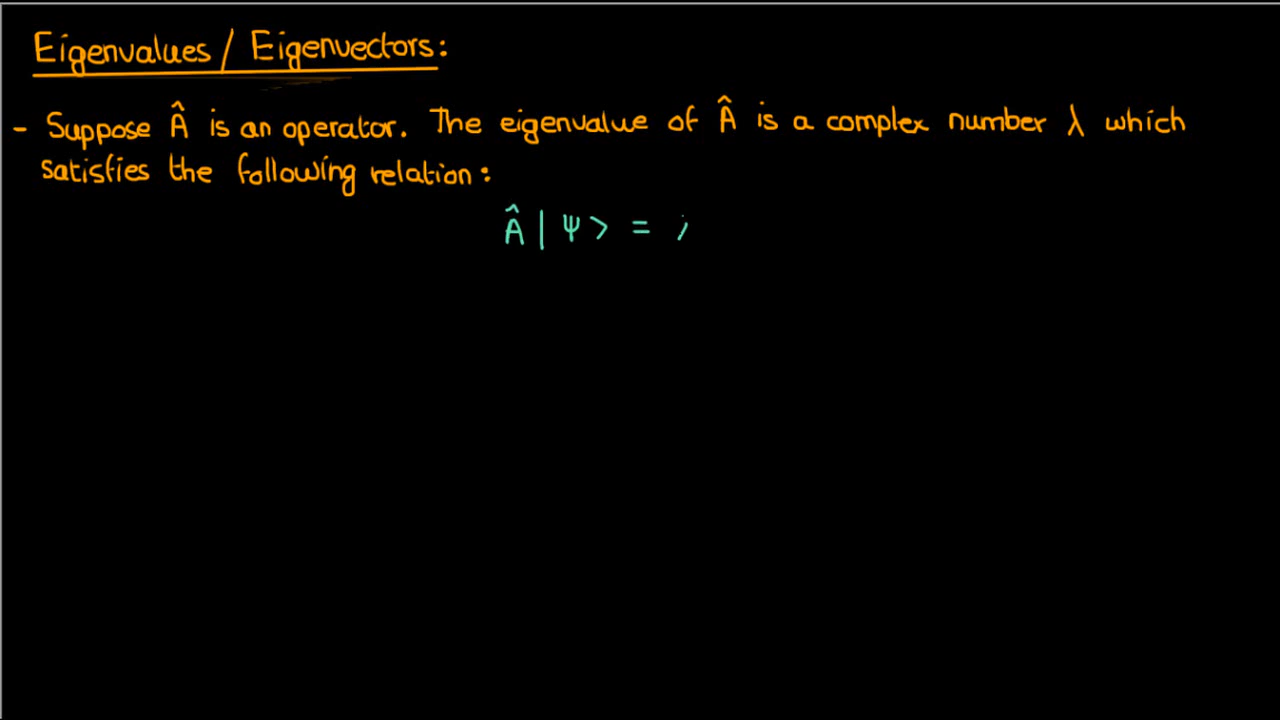 Eigenvalues / Eigenvectors:
- Suppose Â is an operator. The eigenvalue of Â is a complex number λ which
satisfies the following relation:
Â | Ψ > =